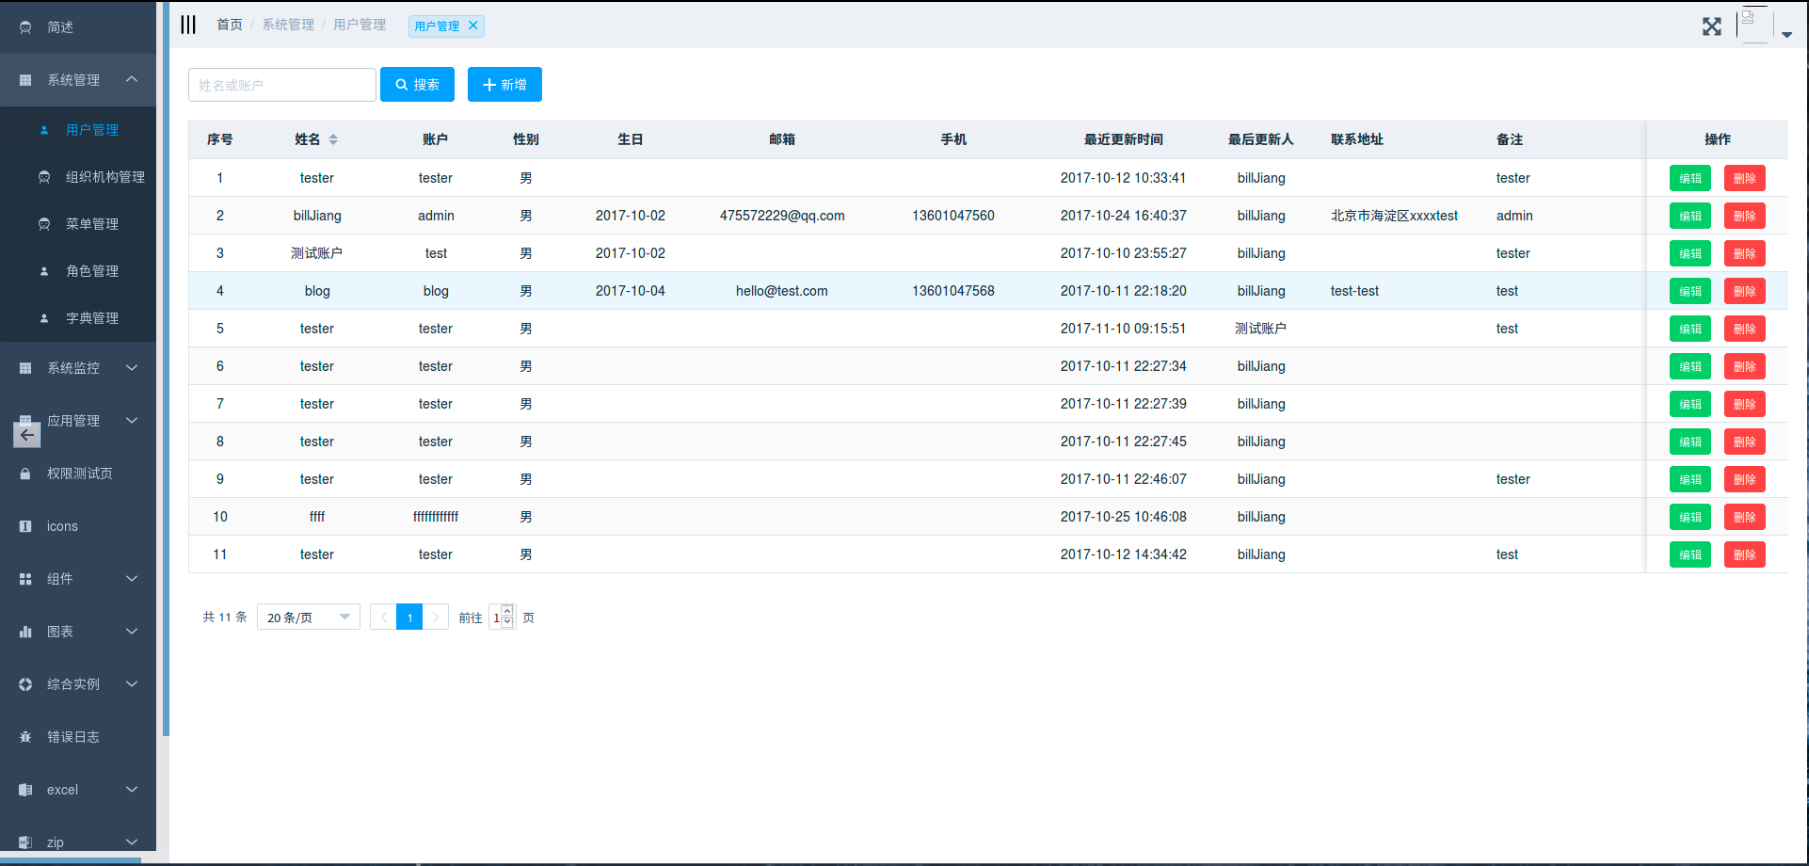 简述
系统管理
用户管理
组织机构管理
菜单管理
角色管理
字典管理
系统监控
应用管理
权限测试页
icons
组件
图表
综合实例
错误日志
excel
zip
首页 / 系统管理 / 用户管理 用户管理
姓名或账户 搜索 新增
序号 姓名 账户 性别 生日 邮箱 手机 最近更新时间 最后更新人 联系地址 备注 操作
1 tester tester 男 2017-10-12 10:33:41 billJiang tester 编辑 删除
2 billJiang admin 男 2017-10-02 475572229@qq.com 13601047560 2017-10-24 16:40:37 billJiang 北京市海淀区xxxxtest admin 编辑 删除
3 测试账户 test 男 2017-10-02 2017-10-10 23:55:27 billJiang tester 编辑 删除
4 blog blog 男 2017-10-04 hello@test.com 13601047568 2017-10-11 22:18:20 billJiang test-test test 编辑 删除
5 tester tester 男 2017-11-10 09:15:51 测试账户 test 编辑 删除
6 tester tester 男 2017-10-11 22:27:34 billJiang 编辑 删除
7 tester tester 男 2017-10-11 22:27:39 billJiang 编辑 删除
8 tester tester 男 2017-10-11 22:27:45 billJiang 编辑 删除
9 tester tester 男 2017-10-11 22:46:07 billJiang tester 编辑 删除
10 ffff ffffffffffff 男 2017-10-25 10:46:08 billJiang 编辑 删除
11 tester tester 男 2017-10-12 14:34:42 billJiang test 编辑 删除
共 11 条 20 条/页 1 前往 1 页